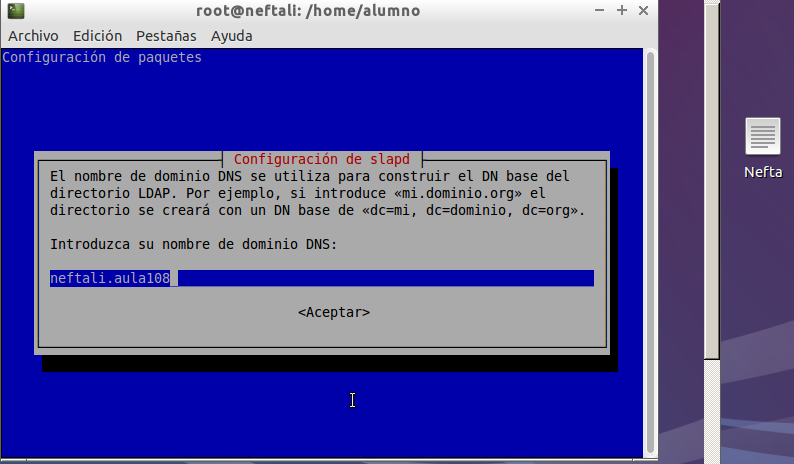 root@neftali: /home/alumno
Archivo Edición Pestañas Ayuda
Configuración de paquetes
Configuración de slapd
El nombre de dominio DNS se utiliza para construir el DN base del
directorio LDAP. Por ejemplo, si introduce «mi.dominio.org» el
directorio se creará con un DN base de «dc=mi, dc=dominio, dc=org».
Introduzca su nombre de dominio DNS:
neftali.aula108
<Aceptar>
Nefta